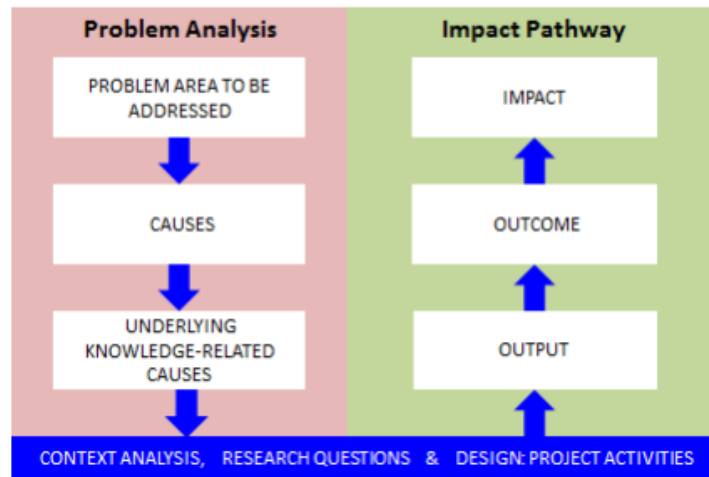 Problem Analysis
PROBLEM AREA TO BE
ADDRESSED
CAUSES
UNDERLYING
KNOWLEDGE-RELATED
CAUSES
Impact Pathway
IMPACT
OUTCOME
OUTPUT
CONTEXT ANALYSIS, RESEARCH QUESTIONS & DESIGN: PROJECT ACTIVITIES